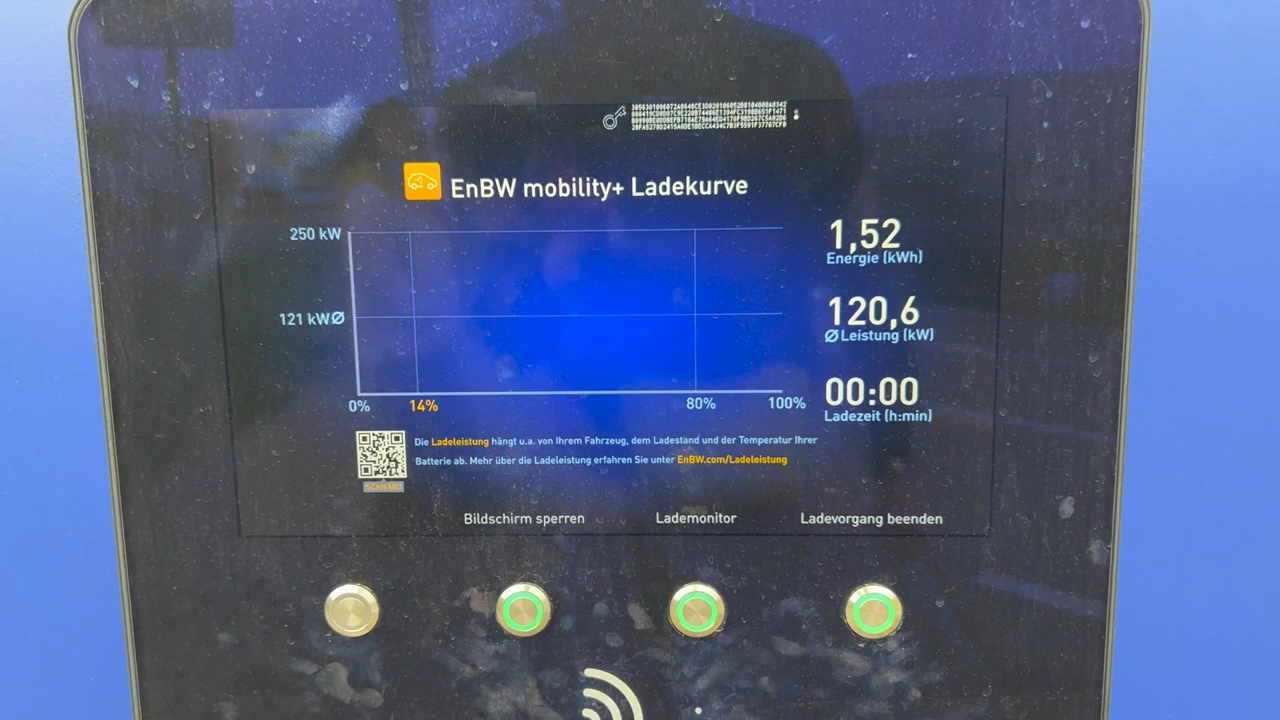 EnBW mobility+ Ladekurve
250 kW
121 kWØ
0%
14%
80%
100%
1,52
Energie (kWh)
120,6
Ø Leistung (kW)
00:00
Ladezeit (h:min)
Die Ladeleistung hängt u.a. von Ihrem Fahrzeug, dem Ladestand und der Temperatur Ihrer
Batterie ab. Mehr über die Ladeleistung erfahren Sie unter EnBW.com/Ladeleistung
SCAN ME!
Bildschirm sperren
Lademonitor
Ladevorgang beenden